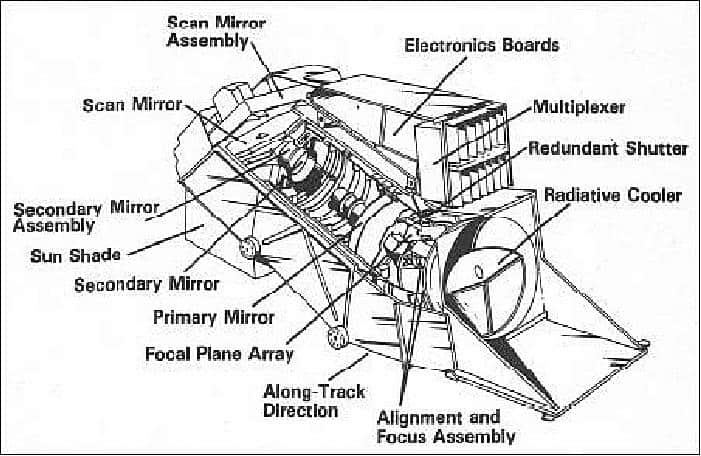 Scan Mirror
Assembly
Electronics Boards
Scan Mirror
Multiplexer
Redundant Shutter
Radiative Cooler
Secondary Mirror
Assembly
Sun Shade
Secondary Mirror
Primary Mirror
Focal Plane Array
Along-Track
Direction
Alignment and
Focus Assembly